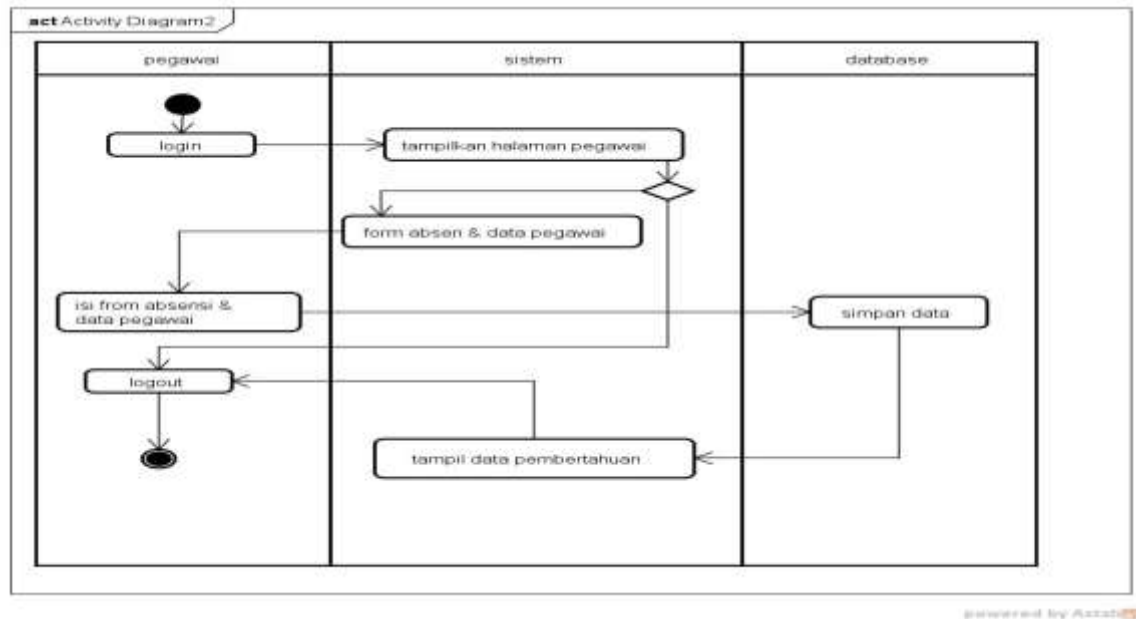 act Activity Diagram2
pegawai
sistem
database
login
tampilkan halaman pegawai
form absen & data pegawai
isi from absensi &
data pegawai
simpan data
logout
tampil data pembertahuan
powered by Astah